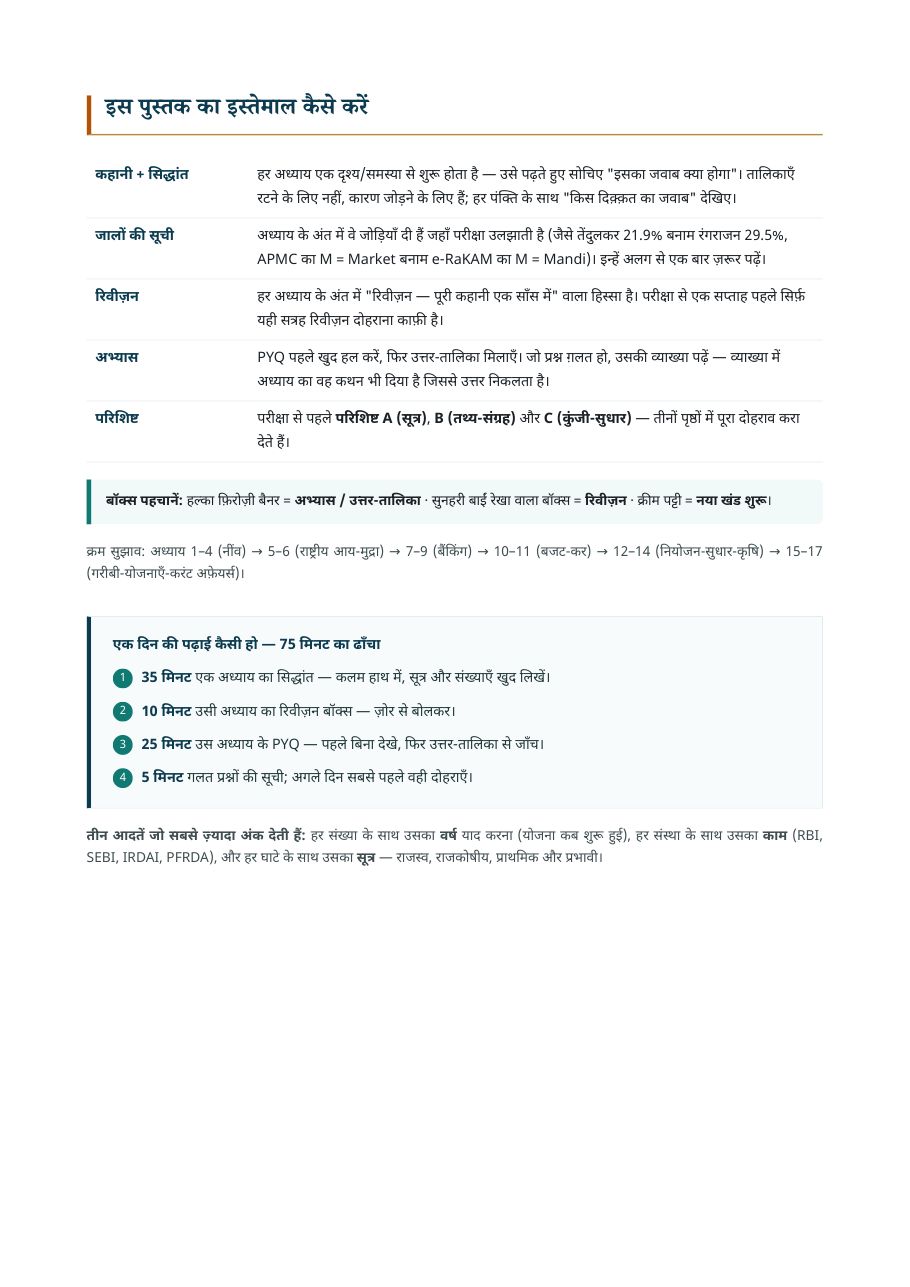 इस पुस्तक का इस्तेमाल कैसे करें
कहानी + सिद्धांत
हर अध्याय एक दृश्य/समस्या से शुरू होता है — उसे पढ़ते हुए सोचिए "इसका जवाब क्या होगा"। तालिकाएँ
रटने के लिए नहीं, कारण जोड़ने के लिए हैं; हर पंक्ति के साथ "किस दिक़्क़त का जवाब" देखिए।
जालों की सूची
अध्याय के अंत में वे जोड़ियाँ दी हैं जहाँ परीक्षा उलझाती है (जैसे तेंदुलकर 21.9% बनाम रंगराजन 29.5%,
APMC का M = Market बनाम e-RaKAM का M = Mandi)। इन्हें अलग से एक बार ज़रूर पढ़ें।
रिवीज़न
हर अध्याय के अंत में "रिवीज़न — पूरी कहानी एक साँस में" वाला हिस्सा है। परीक्षा से एक सप्ताह पहले सिर्फ़
यही सत्रह रिवीज़न दोहराना काफ़ी है।
अभ्यास
PYQ पहले खुद हल करें, फिर उत्तर-तालिका मिलाएँ। जो प्रश्न ग़लत हो, उसकी व्याख्या पढ़ें — व्याख्या में
अध्याय का वह कथन भी दिया है जिससे उत्तर निकलता है।
परिशिष्ट
परीक्षा से पहले परिशिष्ट A (सूत्र), B (तथ्य-संग्रह) और C (कुंजी-सुधार) — तीनों पृष्ठों में पूरा दोहराव करा
देते हैं।
बॉक्स पहचानें: हल्का फ़िरोज़ी बैनर = अभ्यास / उत्तर-तालिका · सुनहरी बाईं रेखा वाला बॉक्स = रिवीज़न · क्रीम पट्टी = नया खंड शुरू।
क्रम सुझाव: अध्याय 1–4 (नींव) → 5–6 (राष्ट्रीय आय-मुद्रा) → 7–9 (बैंकिंग) → 10–11 (बजट-कर) → 12–14 (नियोजन-सुधार-कृषि) → 15–17
(गरीबी-योजनाएँ-करंट अफ़ेयर्स)।
एक दिन की पढ़ाई कैसी हो — 75 मिनट का ढाँचा
1 35 मिनट एक अध्याय का सिद्धांत — कलम हाथ में, सूत्र और संख्याएँ खुद लिखें।
2 10 मिनट उसी अध्याय का रिवीज़न बॉक्स — ज़ोर से बोलकर।
3 25 मिनट उस अध्याय के PYQ — पहले बिना देखे, फिर उत्तर-तालिका से जाँच।
4 5 मिनट गलत प्रश्नों की सूची; अगले दिन सबसे पहले वही दोहराएँ।
तीन आदतें जो सबसे ज़्यादा अंक देती हैं: हर संख्या के साथ उसका वर्ष याद करना (योजना कब शुरू हुई), हर संस्था के साथ उसका काम (RBI,
SEBI, IRDAI, PFRDA), और हर घाटे के साथ उसका सूत्र — राजस्व, राजकोषीय, प्राथमिक और प्रभावी।